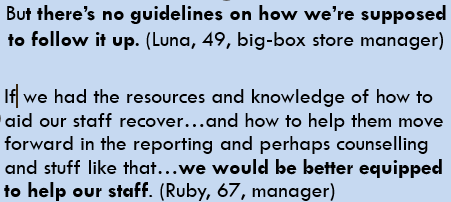 But there's no guidelines on how we're supposed
to follow it up. (Luna, 49, big-box store manager)
If we had the resources and knowledge of how to
aid our staff recover…and how to help them move
forward in the reporting and perhaps counselling
and stuff like that…we would be better equipped
to help our staff. (Ruby, 67, manager)